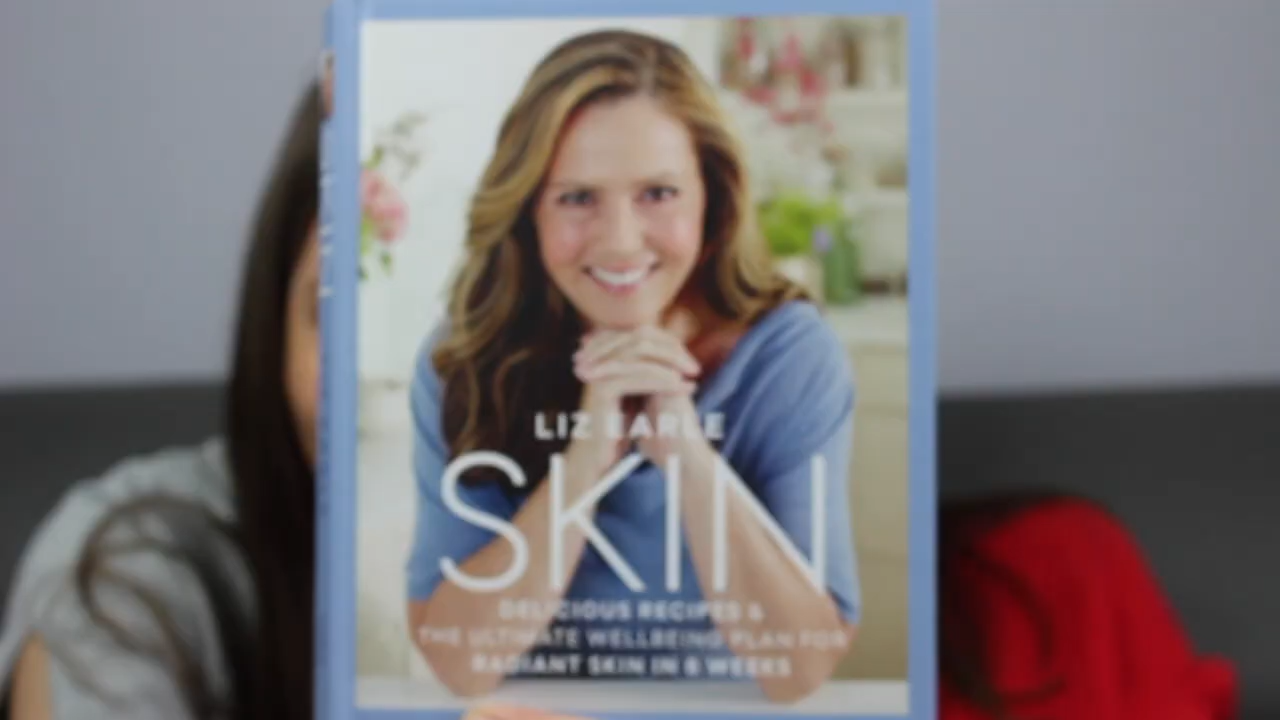 LIZ EARLE
SKIN
DELICIOUS RECIPES &
THE ULTIMATE WELLBEING PLAN FOR
RADIANT SKIN IN 6 WEEKS